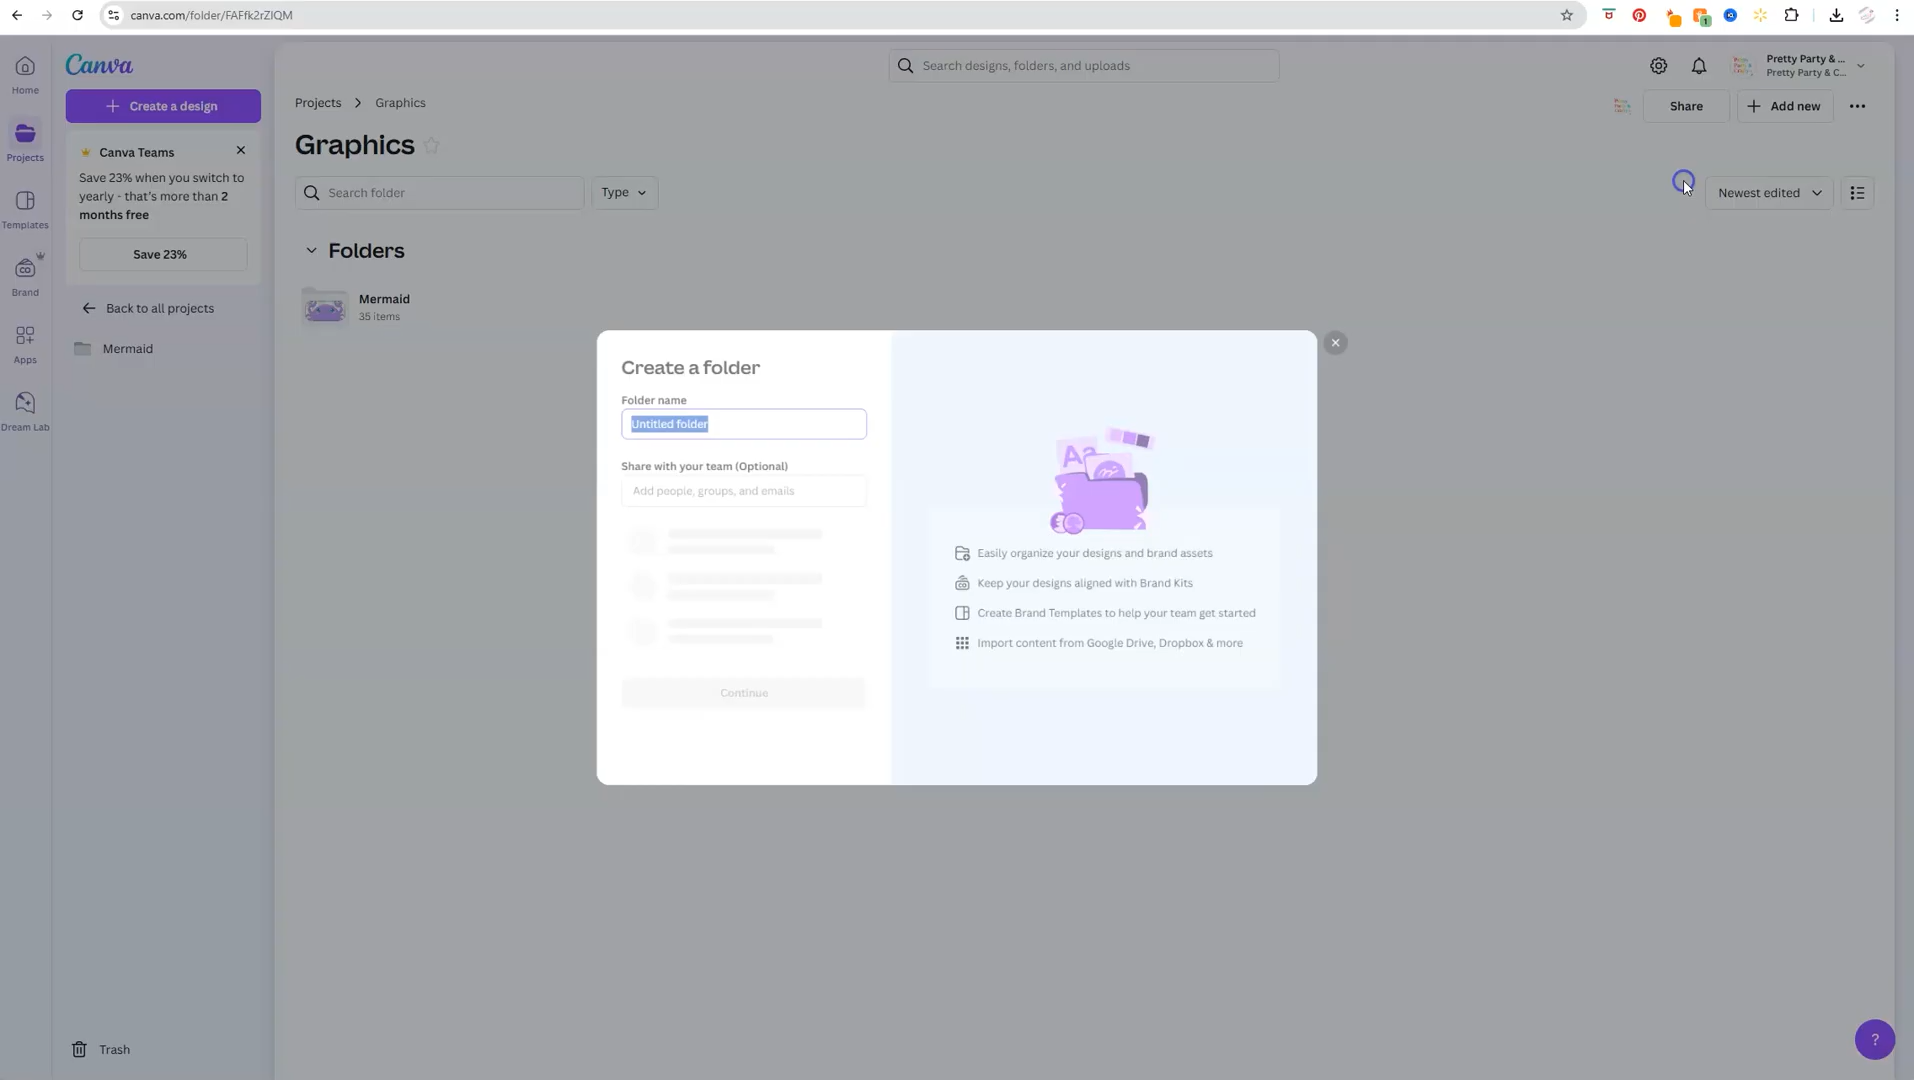 canva.com/folder/FAFfk2rZIQM
1
Home
Canva
Search designs, folders, and uploads
Pretty Party & ...
Pretty Party & C...
Create a design
Projects
Graphics
Share
Add new
Projects
Canva Teams
Save 23% when you switch to
yearly - that's more than 2
months free
Save 23%
Graphics
Search folder
Type
Newest edited
Templates
Folders
Brand
Mermaid
35 items
Back to all projects
Mermaid
Apps
Dream Lab
Create a folder
Folder name
Untitled folder
Share with your team (Optional)
Add people, groups, and emails
Continue
Aa
Easily organize your designs and brand assets
Keep your designs aligned with Brand Kits
Create Brand Templates to help your team get started
Import content from Google Drive, Dropbox & more
Trash
?